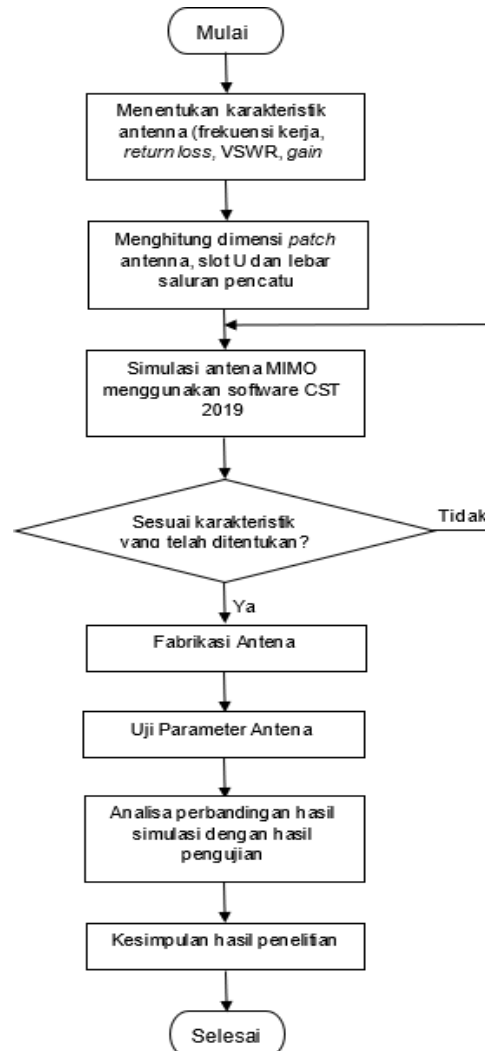 Mulai
Menentukan karakteristik
antenna (frekuensi kerja,
return loss, VSWR, gain
Menghitung dimensi patch
antenna, slot U dan lebar
saluran pencatu
Simulasi antena MIMO
menggunakan software CST
2019
Sesuai karakteristik
yang telah ditentukan?
Tidak
Ya
Fabrikasi Antena
Uji Parameter Antena
Analisa perbandingan hasil
simulasi dengan hasil
pengujian
Kesimpulan hasil penelitian
Selesai